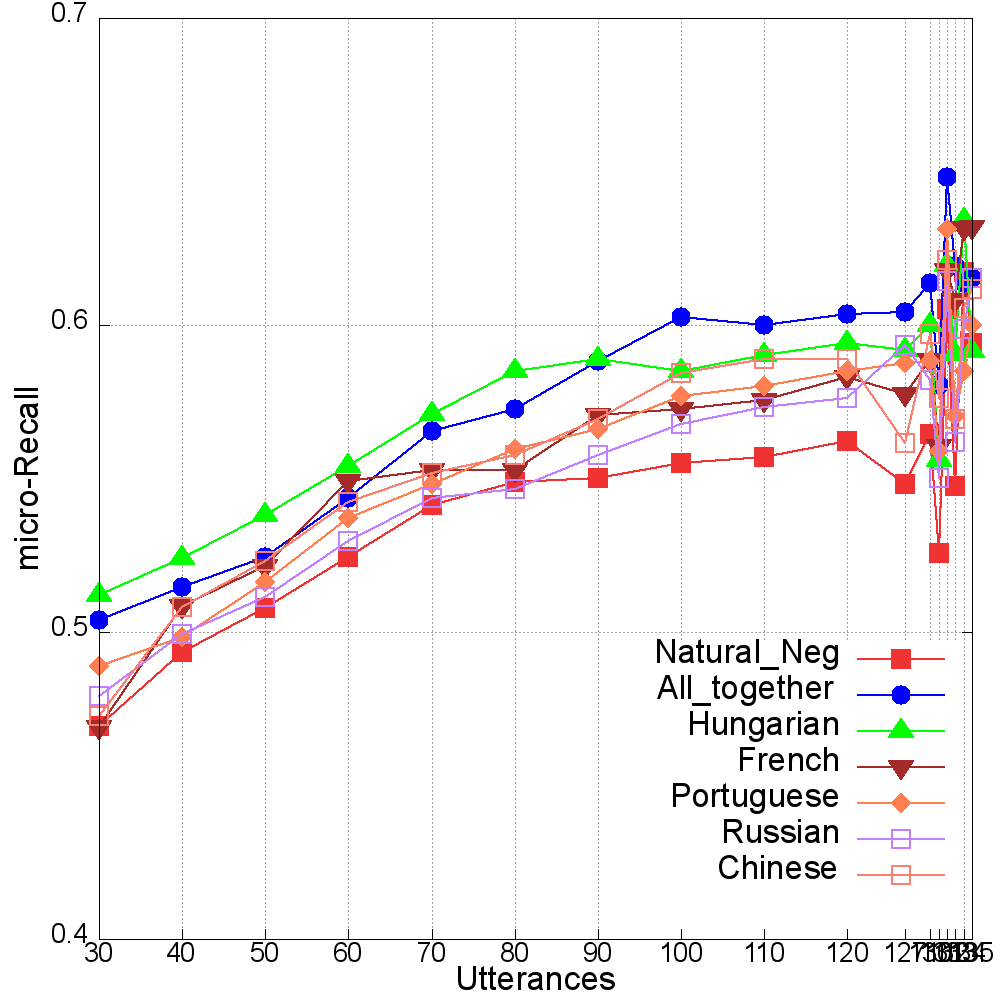 0.7
0.6
0.5
0.4
micro-Recall
Natural_Neg
All_together
Hungarian
French
Portuguese
Russian
Chinese
30 40 50 60 70 80 90 100 110 120 127
Utterances